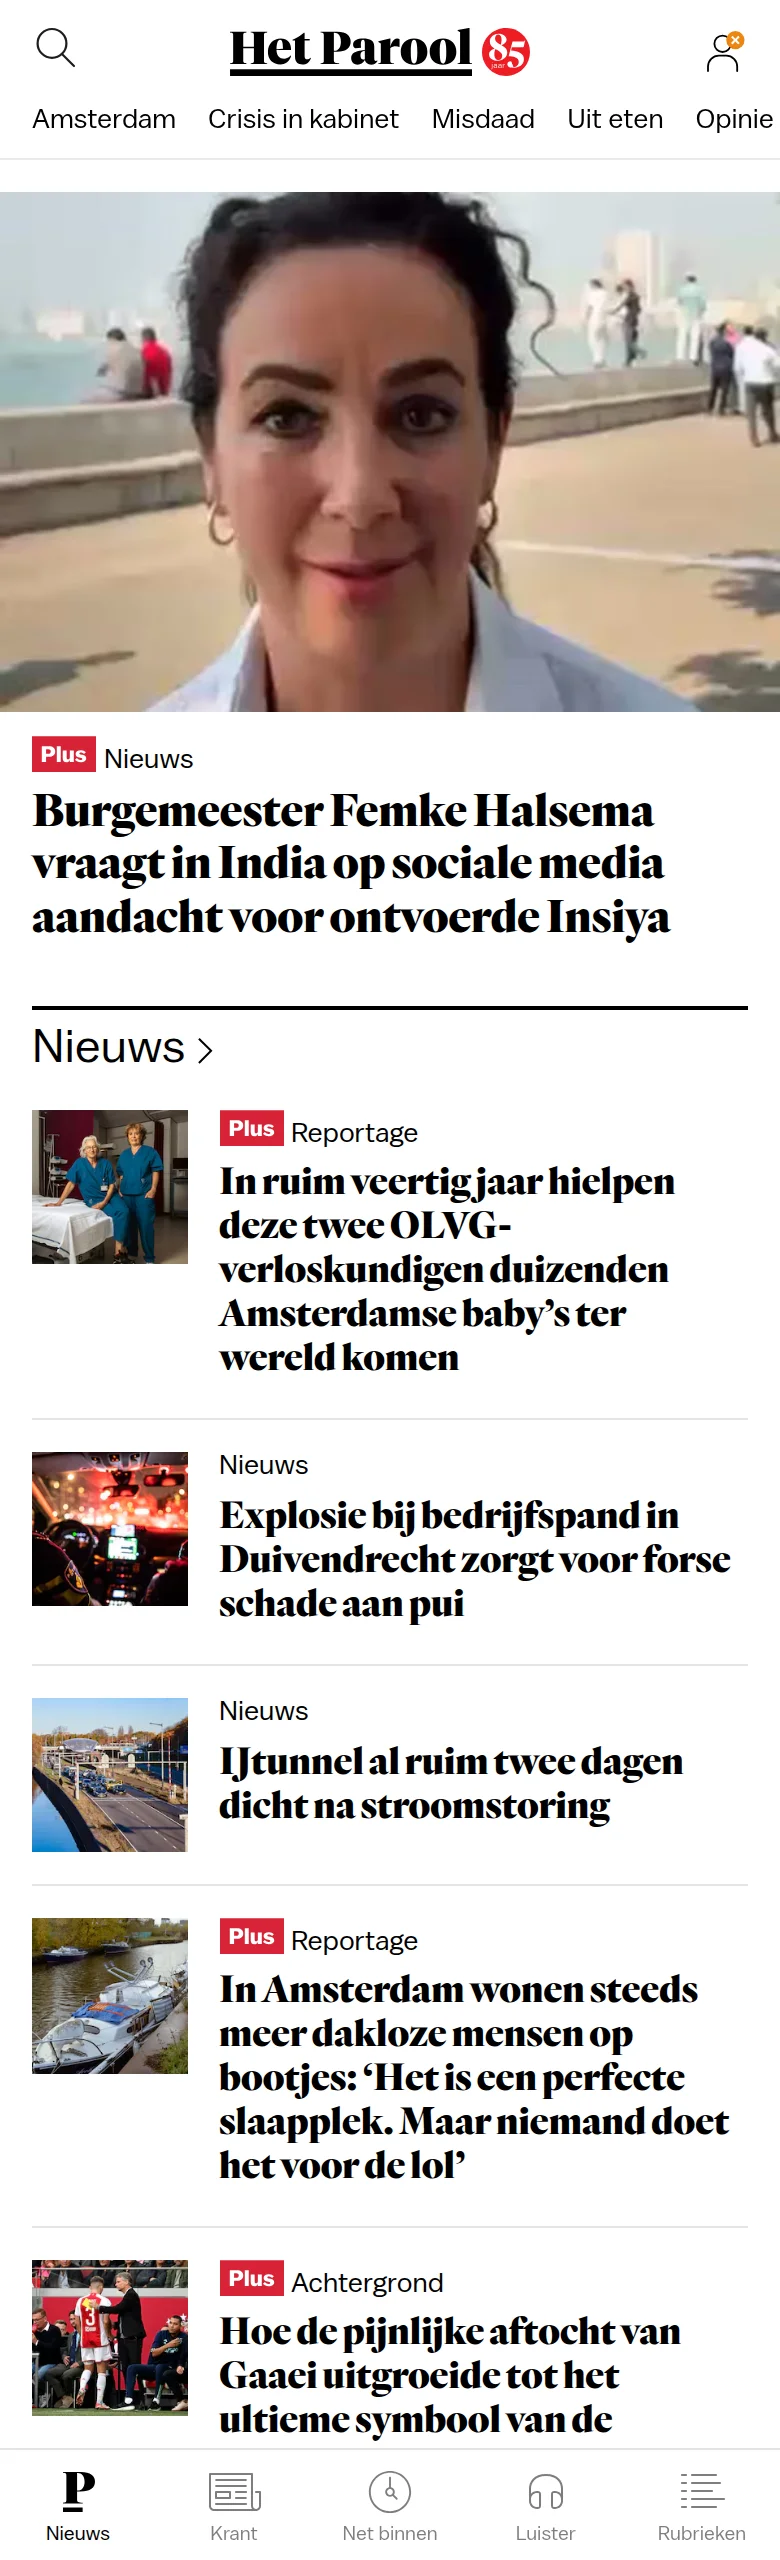 Het Parool 85 jaar
Amsterdam Crisis in kabinet Misdaad Uit eten Opinie
Plus Nieuws
Burgemeester Femke Halsema
vraagt in India op sociale media
aandacht voor ontvoerde Insiya
Nieuws
Plus Reportage
In ruim veertig jaar hielpen
deze twee OLVG-
verloskundigen duizenden
Amsterdamse baby’s ter
wereld komen
Nieuws
Explosie bij bedrijfspand in
Duivendrecht zorgt voor forse
schade aan pui
Nieuws
IJtunnel al ruim twee dagen
dicht na stroomstoring
Plus Reportage
In Amsterdam wonen steeds
meer dakloze mensen op
bootjes: ‘Het is een perfecte
slaapplek. Maar niemand doet
het voor de lol’
3
Plus Achtergrond
Hoe de pijnlijke aftocht van
Gaaei uitgroeide tot het
ultieme symbool van de
P
Nieuws Krant Net binnen Luister Rubrieken